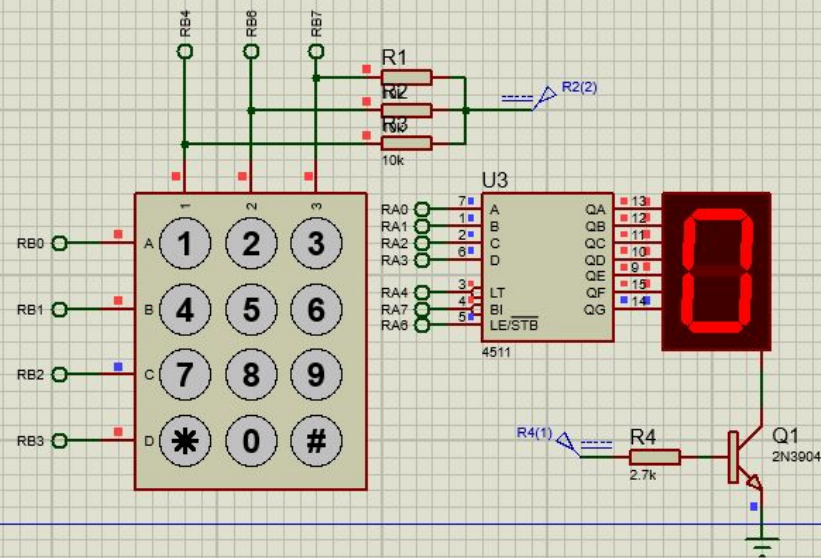 RB4 RB6 RB7
R1
R2(2)
R2
R3
10k
U3
1 2 3
RA0 7 A QA 13
RA1 1 B QB 12
RB0 A 1 2 3
RA2 2 C QC 11
RA3 6 D QD 10
QE 9
RA4 3 LT QF 15
RB1 B 4 5 6
RA7 4 BI QG 14
RA6 5 LE/STB
4511
RB2 C 7 8 9
RB3 D * 0 #
R4(1) R4 Q1
2.7k 2N3904